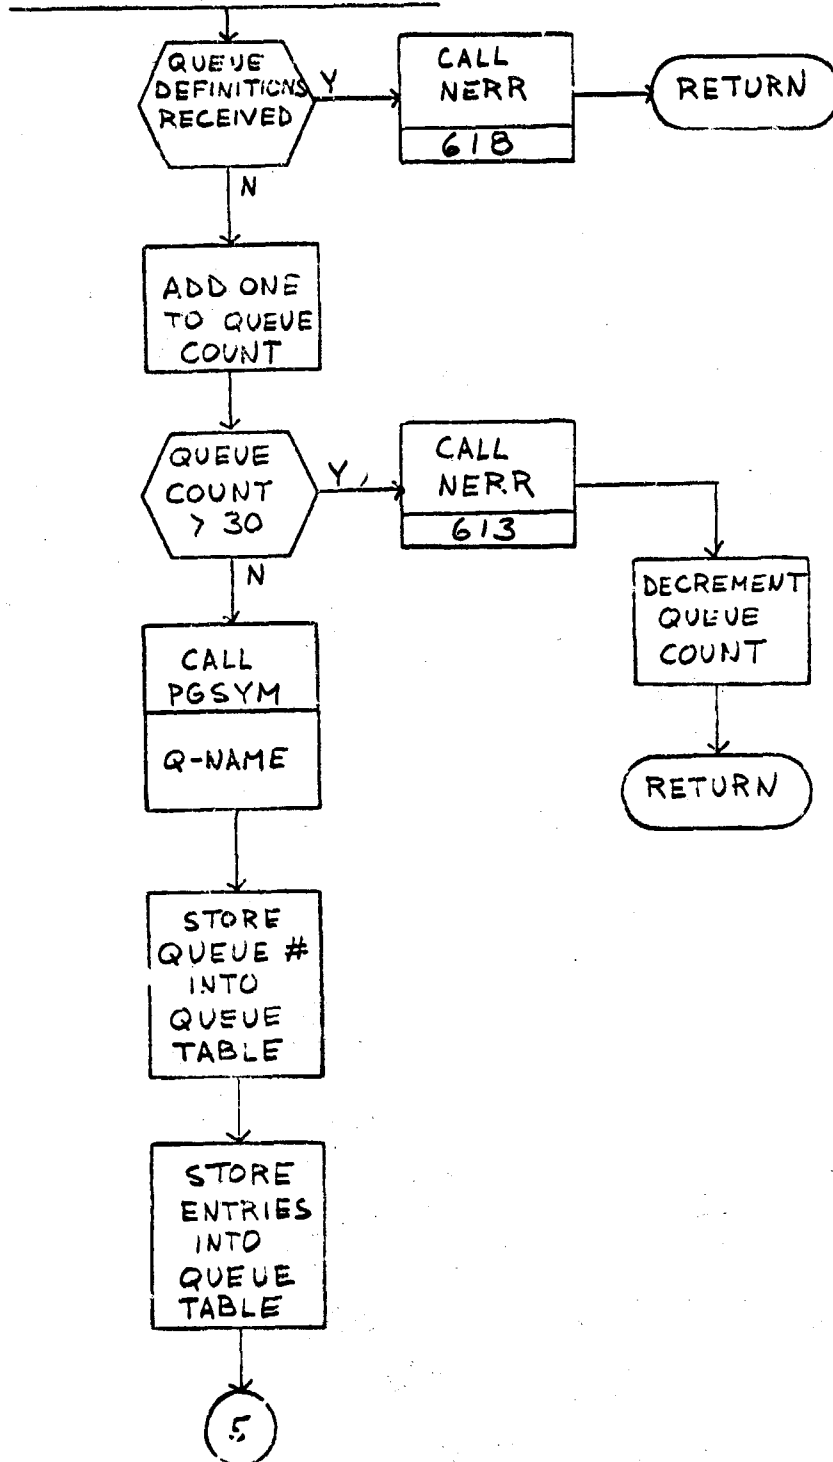 QUEUE
DEFINITIONS
RECEIVED
Y
CALL
NERR
618
RETURN
N
ADD ONE
TO QUEUE
COUNT
QUEUE
COUNT
> 30
Y
CALL
NERR
613
DECREMENT
QUEUE
COUNT
RETURN
N
CALL
PGSYM
Q-NAME
STORE
QUEUE #
INTO
QUEUE
TABLE
STORE
ENTRIES
INTO
QUEUE
TABLE
5